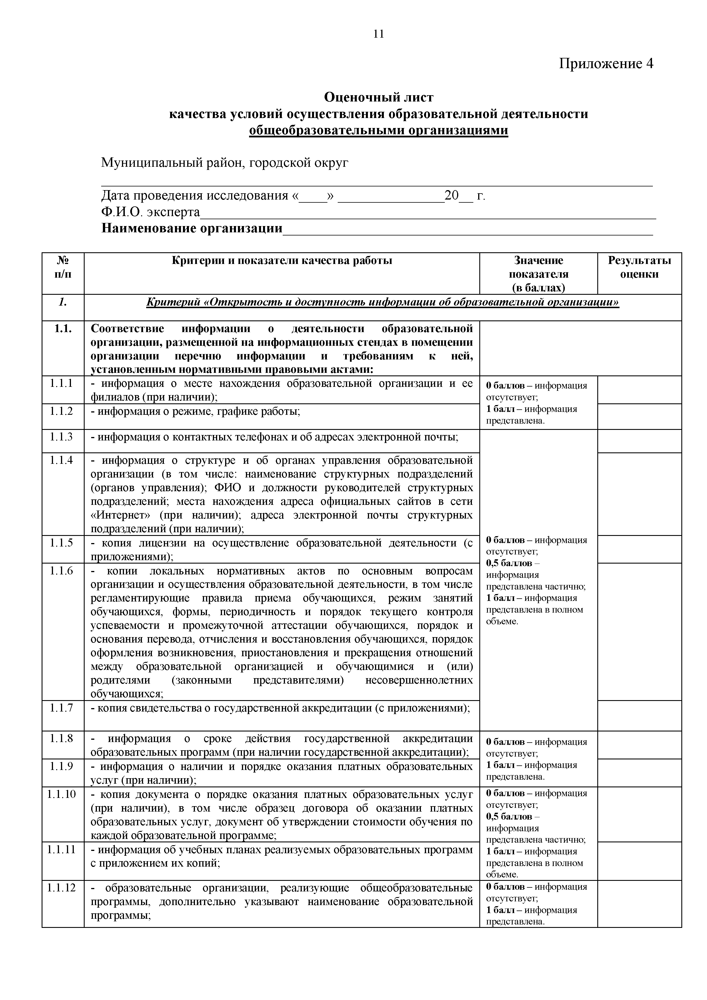 11
Приложение 4
Оценочный лист
качества условий осуществления образовательной деятельности
общеобразовательными организациями
Муниципальный район, городской округ
Дата проведения исследования «____» _______________20__ г.
Ф.И.О. эксперта
Наименование организации
№
п/п
Критерии и показатели качества работы
Значение
показателя
(в баллах)
Результаты
оценки
1.
Критерий «Открытость и доступность информации об образовательной организации»
1.1.
Соответствие информации о деятельности образовательной
организации, размещенной на информационных стендах в помещении
организации перечню информации и требованиям к ней,
установленным нормативными правовыми актами:
1.1.1
- информация о месте нахождения образовательной организации и ее
филиалов (при наличии);
0 баллов – информация
отсутствует;
1 балл – информация
представлена.
1.1.2
- информация о режиме, графике работы;
1.1.3
- информация о контактных телефонах и об адресах электронной почты;
1.1.4
- информация о структуре и об органах управления образовательной
организации (в том числе: наименование структурных подразделений
(органов управления); ФИО и должности руководителей структурных
подразделений; места нахождения адреса официальных сайтов в сети
«Интернет» (при наличии); адреса электронной почты структурных
подразделений (при наличии);
0 баллов – информация
отсутствует;
0,5 баллов –
информация
представлена частично;
1 балл – информация
представлена в полном
объеме.
1.1.5
- копия лицензии на осуществление образовательной деятельности (с
приложениями);
1.1.6
- копии локальных нормативных актов по основным вопросам
организации и осуществления образовательной деятельности, в том числе
регламентирующие правила приема обучающихся, режим занятий
обучающихся, формы, периодичность и порядок текущего контроля
успеваемости и промежуточной аттестации обучающихся, порядок и
основания перевода, отчисления и восстановления обучающихся, порядок
оформления возникновения, приостановления и прекращения отношений
между образовательной организацией и обучающимися и (или)
родителями (законными представителями) несовершеннолетних
обучающихся;
1.1.7
- копия свидетельства о государственной аккредитации (с приложениями);
1.1.8
- информация о сроке действия государственной аккредитации
образовательных программ (при наличии государственной аккредитации);
0 баллов – информация
отсутствует;
1 балл – информация
представлена.
1.1.9
- информация о наличии и порядке оказания платных образовательных
услуг (при наличии);
1.1.10
- копия документа о порядке оказания платных образовательных услуг
(при наличии), в том числе образец договора об оказании платных
образовательных услуг, документ об утверждении стоимости обучения по
каждой образовательной программе;
0 баллов – информация
отсутствует;
0,5 баллов –
информация
представлена частично;
1 балл – информация
представлена в полном
объеме.
1.1.11
- информация об учебных планах реализуемых образовательных программ
с приложением их копий;
1.1.12
- образовательные организации, реализующие общеобразовательные
программы, дополнительно указывают наименование образовательной
программы;
0 баллов – информация
отсутствует;
1 балл – информация
представлена.